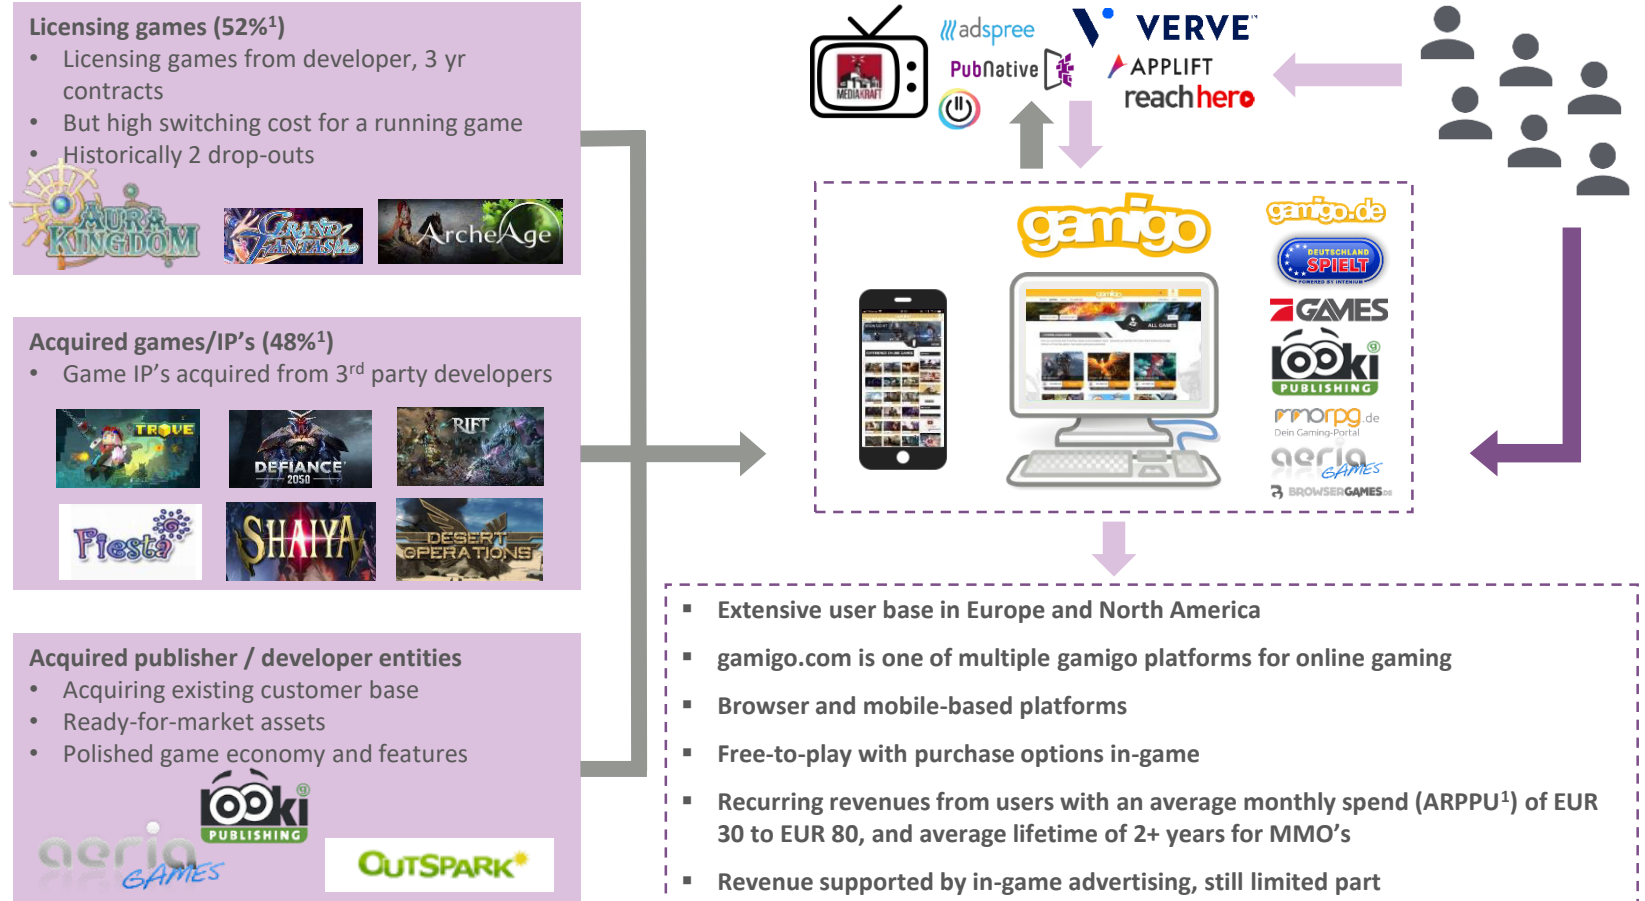 Licensing games (52%¹)
• Licensing games from developer, 3 yr
contracts
• But high switching cost for a running game
• Historically 2 drop-outs
AURA
KINGDOM
GRAND
FANTASIA
ArcheAge
Acquired games/IP's (48%¹)
• Game IP's acquired from 3rd party developers
TROVE
DEFIANCE
2050
RIFT
Fiesta
SHAIYA
DESERT
OPERATIONS
Acquired publisher / developer entities
• Acquiring existing customer base
• Ready-for-market assets
• Polished game economy and features
looki
PUBLISHING
aeria
GAMES
OUTSPARK
MEDIAKRAFT
adspree
VERVE
PubNative
APPLIFT
reachhero
gamigo
ALL GAMES
gamigo.de
DEUTSCHLAND
SPIELT
POWERED BY INTENIUM
7GAMES
looki
PUBLISHING
mmorpg.de
Dein Gaming-Portal
aeria
GAMES
BROWSERGAMES.DE
▪ Extensive user base in Europe and North America
▪ gamigo.com is one of multiple gamigo platforms for online gaming
▪ Browser and mobile-based platforms
▪ Free-to-play with purchase options in-game
▪ Recurring revenues from users with an average monthly spend (ARPPU¹) of EUR
30 to EUR 80, and average lifetime of 2+ years for MMO's
▪ Revenue supported by in-game advertising, still limited part